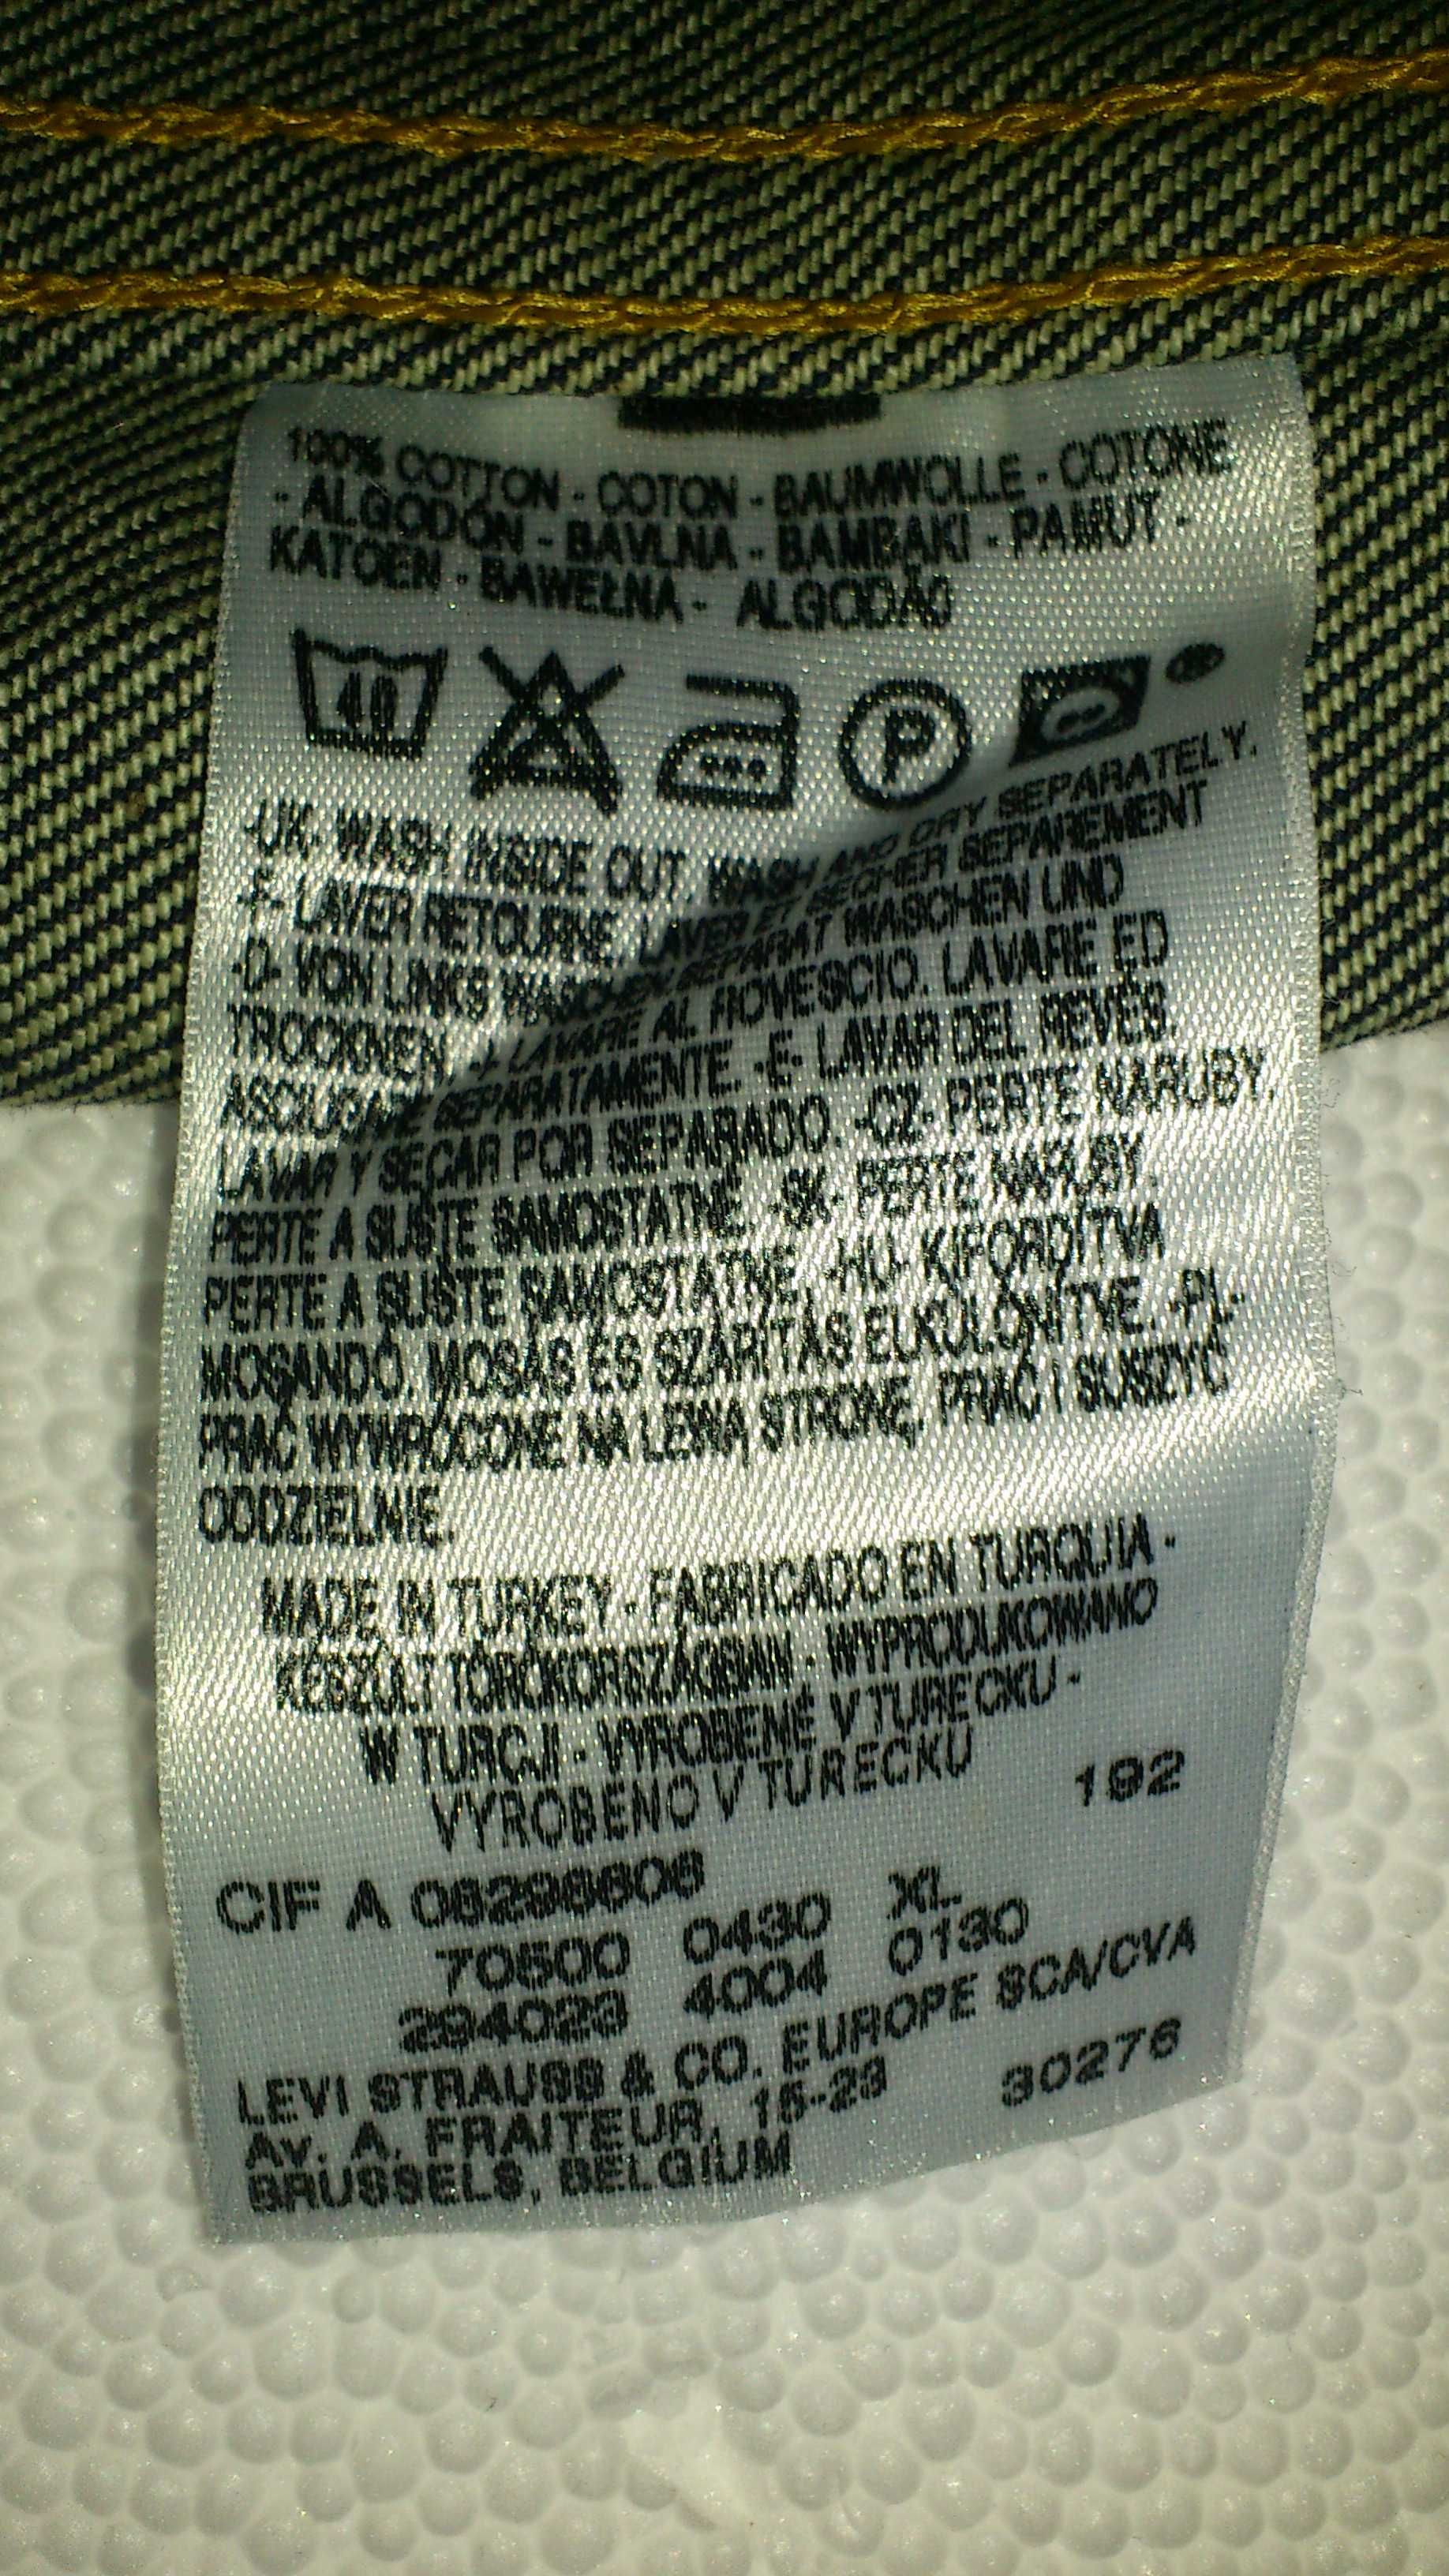 100% COTTON - COTON - BAUMWOLLE - COTONE
- ALGODÓN - BAVLNA - BAMBAKI - PAMUT -
KATOEN - BAWEŁNA - ALGODÃO
40
P
®
-UK- WASH INSIDE OUT. WASH AND DRY SEPARATELY.
-F- LAVER RETOURNE. LAVER ET SECHER SEPAREMENT
-D- VON LINKS WASCHEN. SEPARAT WASCHEN UND
TROCKNEN. LAVARE AL ROVESCIO. LAVARE ED
ASCIUGARE SEPARATAMENTE. -E- LAVAR DEL REVÉS.
LAVAR Y SECAR POR SEPARADO. -CZ- PERTE NARUBY.
PERTE A SUSTE SAMOSTATNĚ. -SK- PERTE NARUBY.
PERTE A SUSTE SAMOSTATNE. -HU- KIFORDÍTVA
MOSANDÓ. MOSÁS ÉS SZÁRÍTÁS ELKÜLÖNÍTVE. -PL-
PRAĆ WYWRÓCONE NA LEWĄ STRONĘ, PRAĆ I SUSZYĆ
ODDZIELNIE.
MADE IN TURKEY - FABRICADO EN TURQUIA -
KÉSZÜLT TÖRÖKORSZÁGBAN - WYPRODUKOWANO
W TURCJI - VYROBENÉ V TURECKU -
VYROBENO V TURECKU
192
CIF A 08298608
70500 0430 XL
294023 4004 0130
LEVI STRAUSS & CO. EUROPE SCA/CVA
AV. A. FRAITEUR, 15-23 30276
BRUSSELS, BELGIUM